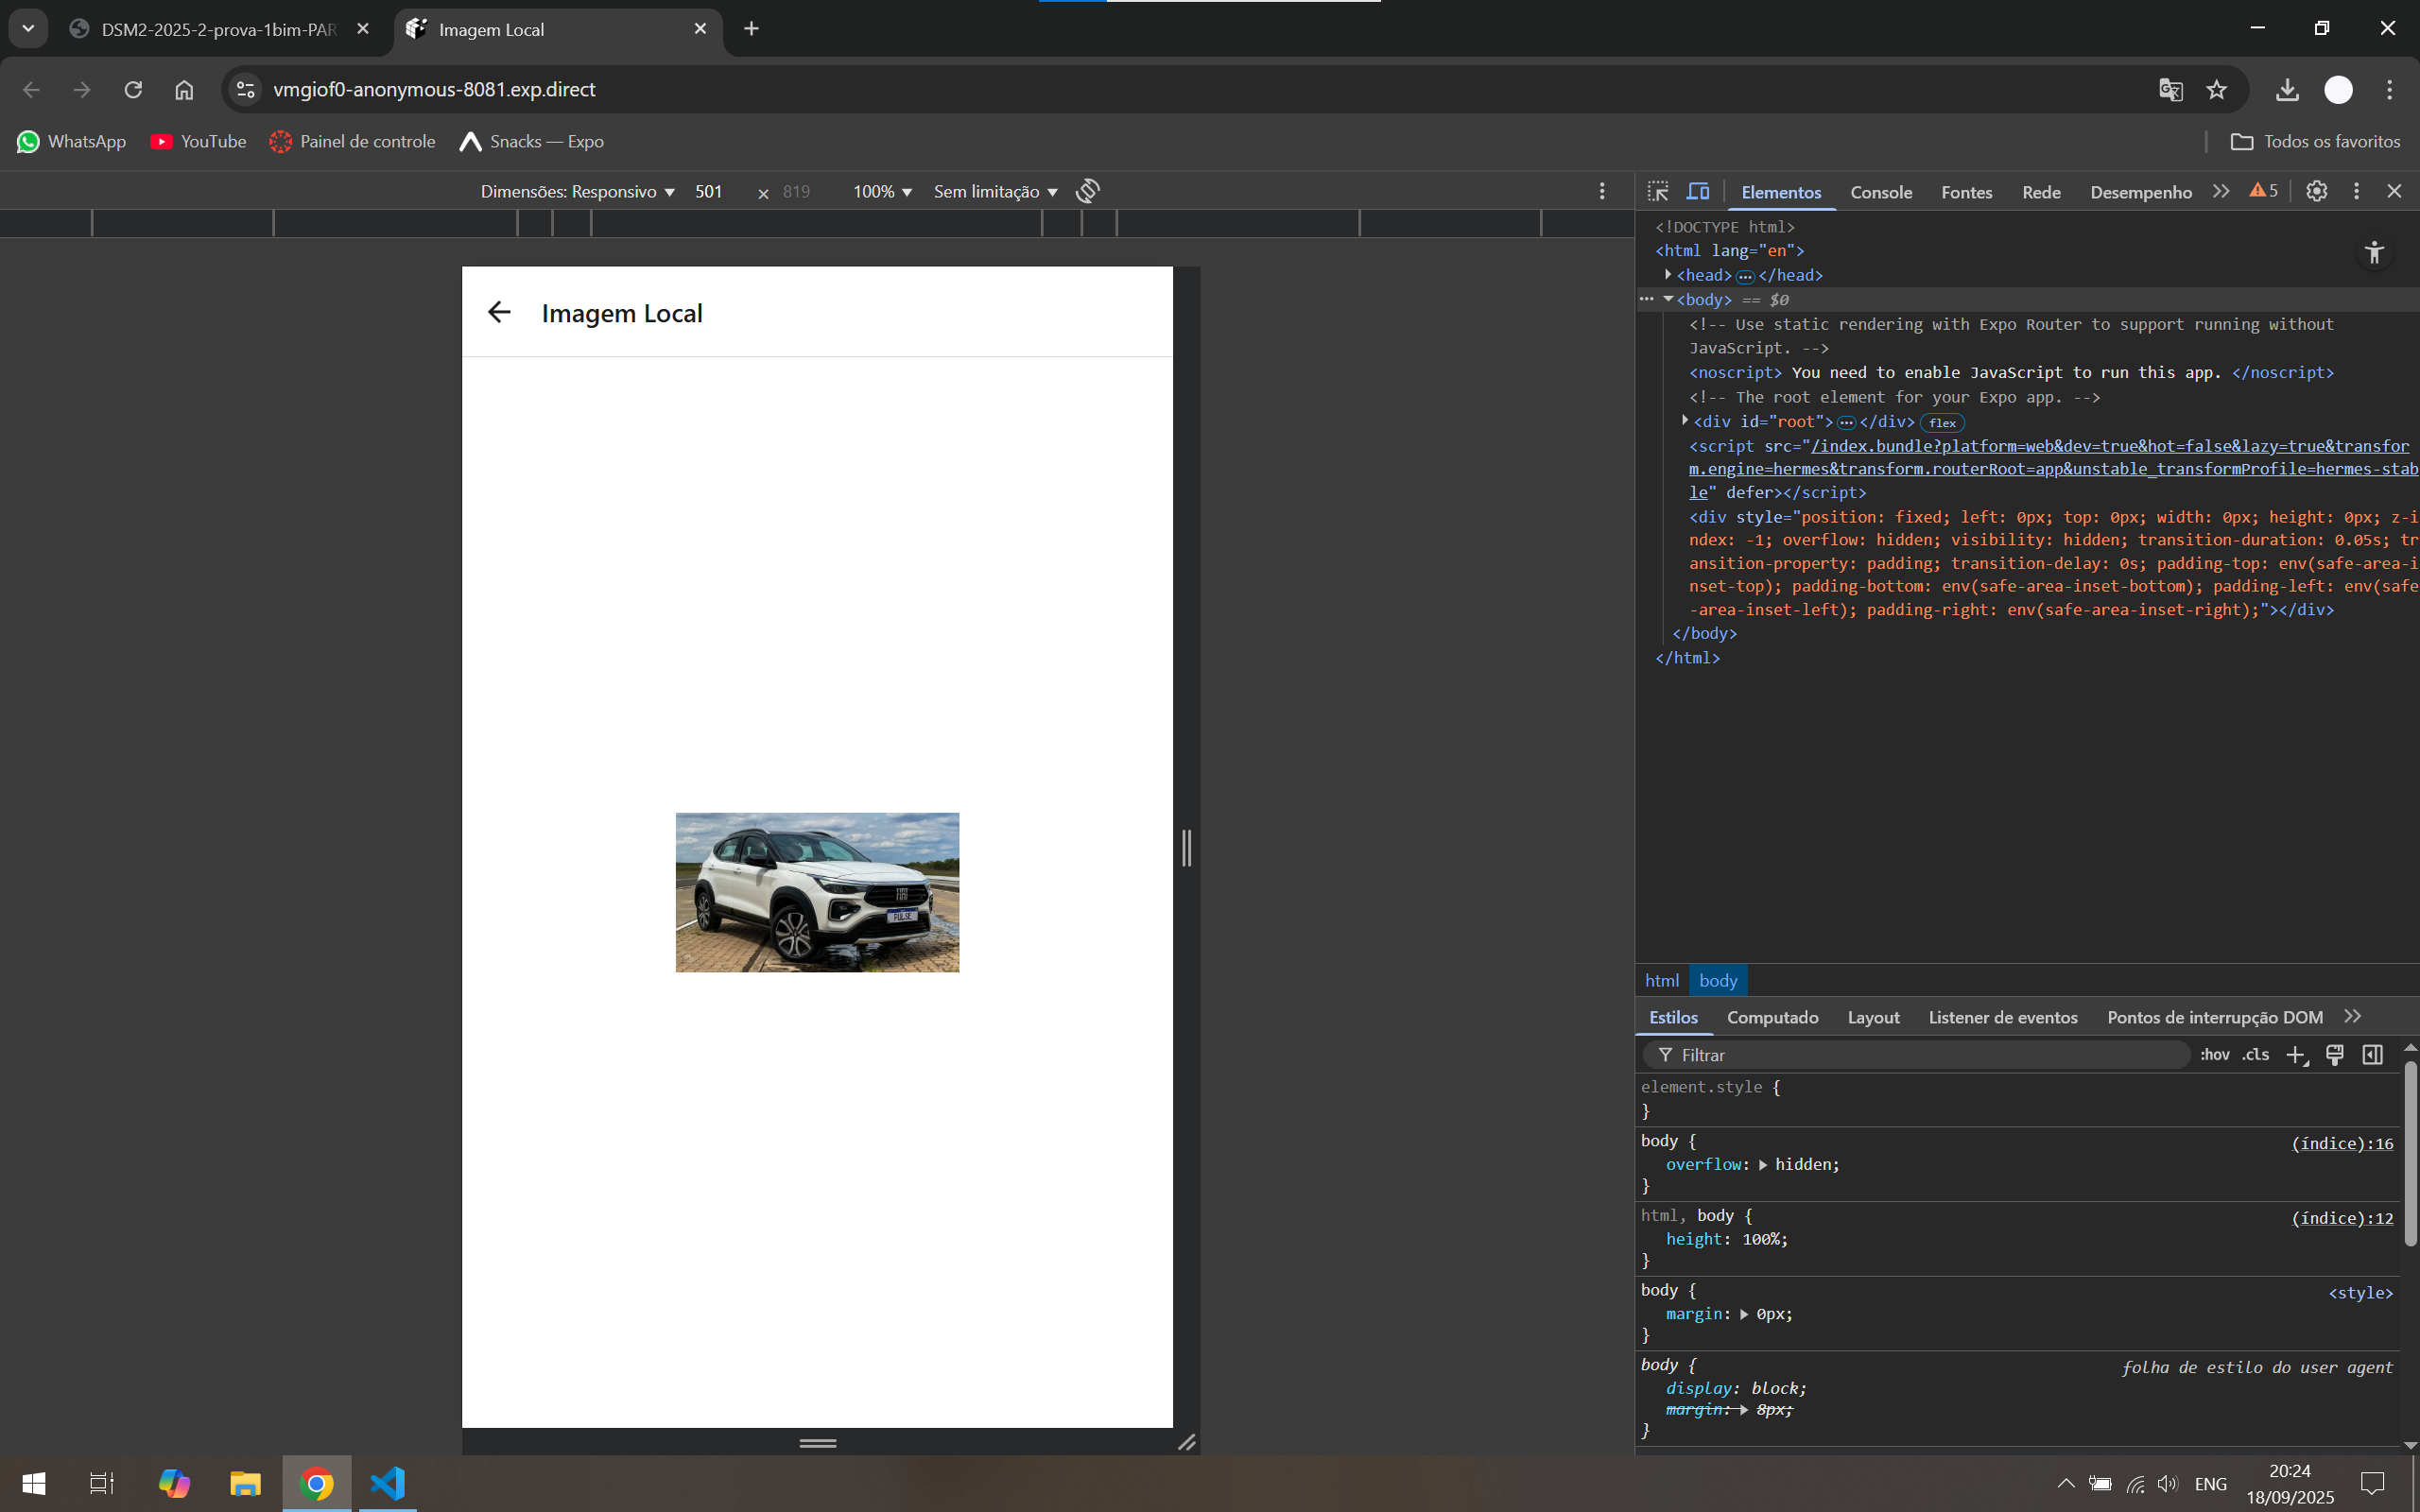 DSM2-2025-2-prova-1bim-PAR
Imagem Local
vmgiof0-anonymous-8081.exp.direct
WhatsApp YouTube Painel de controle Snacks — Expo Todos os favoritos
Dimensões: Responsivo 501 × 819 100% Sem limitação
Elementos Console Fontes Rede Desempenho 5
Imagem Local
PULSE
<!DOCTYPE html>
<html lang="en">
<head>…</head>
<body> == $0
<!-- Use static rendering with Expo Router to support running without
JavaScript. -->
<noscript> You need to enable JavaScript to run this app. </noscript>
<!-- The root element for your Expo app. -->
<div id="root">…</div> flex
<script src="/index.bundle?platform=web&dev=true&hot=false&lazy=true&transfor
m.engine=hermes&transform.routerRoot=app&unstable_transformProfile=hermes-stab
le" defer></script>
<div style="position: fixed; left: 0px; top: 0px; width: 0px; height: 0px; z-i
ndex: -1; overflow: hidden; visibility: hidden; transition-duration: 0.05s; tr
ansition-property: padding; transition-delay: 0s; padding-top: env(safe-area-i
nset-top); padding-bottom: env(safe-area-inset-bottom); padding-left: env(safe
-area-inset-left); padding-right: env(safe-area-inset-right);"></div>
</body>
</html>
html body
Estilos Computado Layout Listener de eventos Pontos de interrupção DOM
Filtrar :hov .cls
element.style {
}
body { (índice):16
overflow: hidden;
}
html, body { (índice):12
height: 100%;
}
body { <style>
margin: 0px;
}
body { folha de estilo do user agent
display: block;
margin: 8px;
}
ENG
20:24
18/09/2025